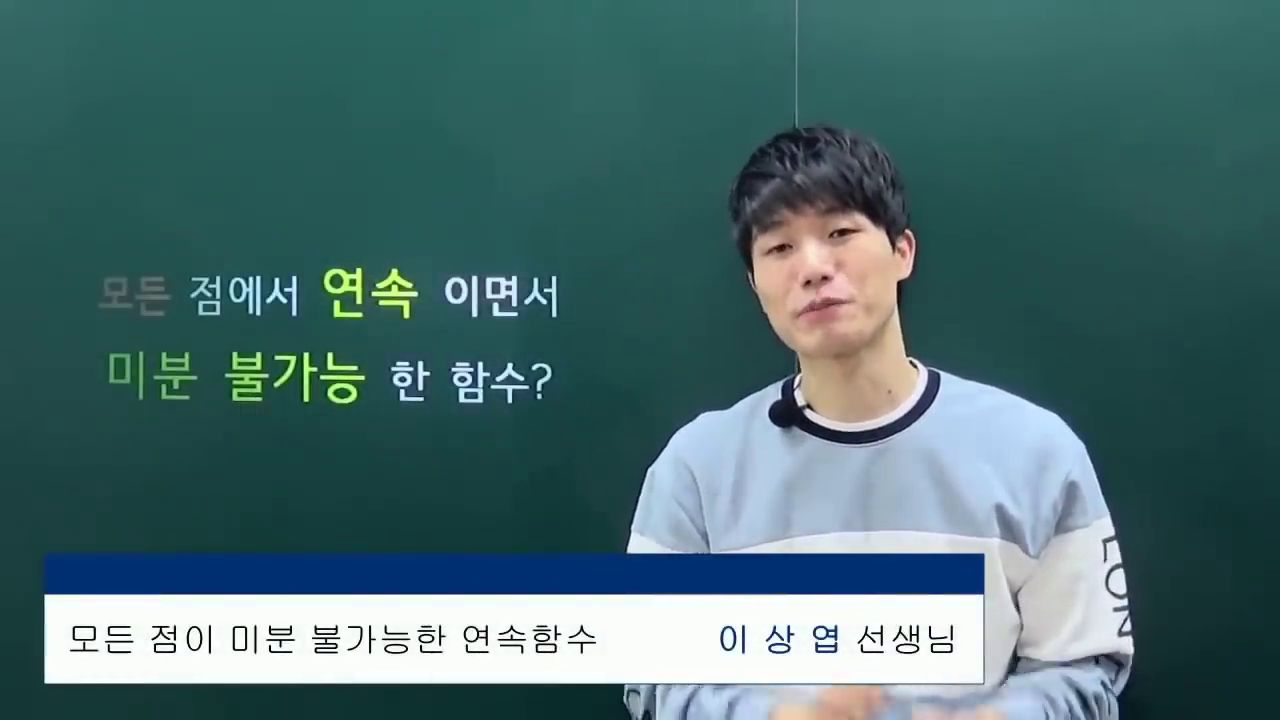 모든 점에서 연속 이면서
미분 불가능 한 함수?
모든 점이 미분 불가능한 연속함수 이 상 엽 선생님
LON